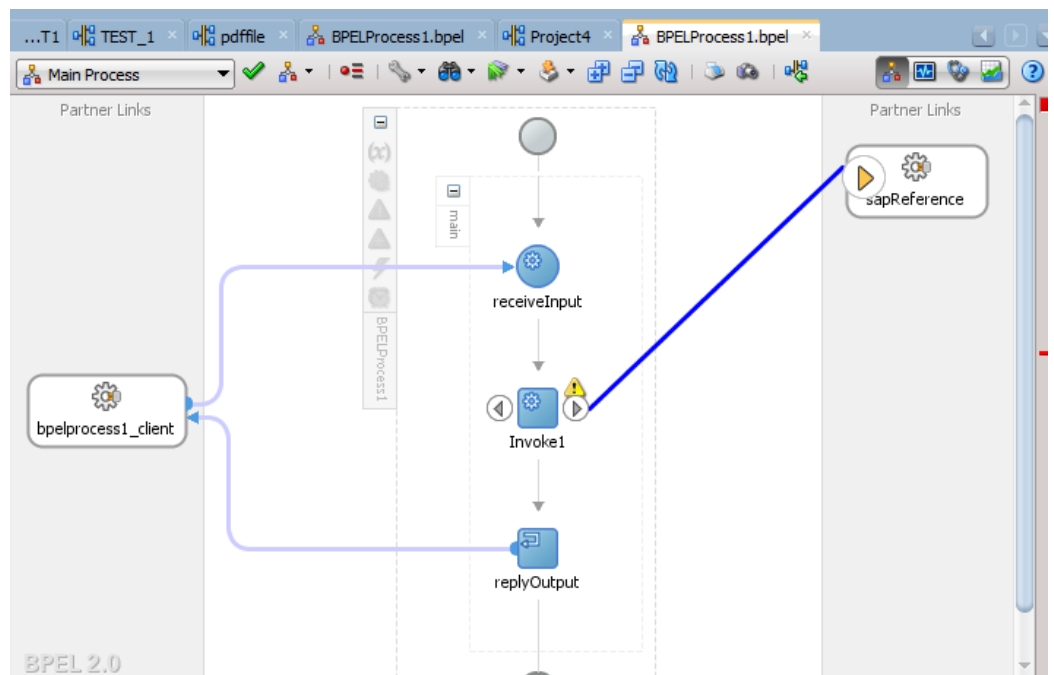 ...T1
TEST_1
pdffile
BPELProcess1.bpel
Project4
BPELProcess1.bpel
Main Process
Partner Links
Partner Links
(x)
main
sapReference
receiveInput
BPELProcess1
bpelprocess1_client
Invoke1
replyOutput
BPEL 2.0